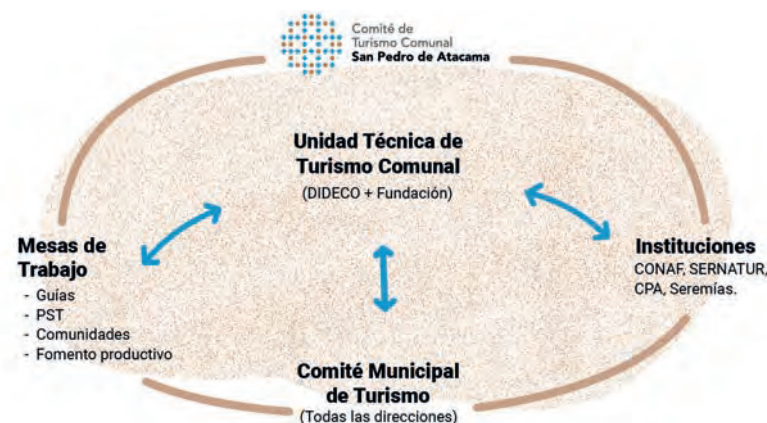 Comité de
Turismo Comunal
San Pedro de Atacama
Unidad Técnica de
Turismo Comunal
(DIDECO + Fundación)
Mesas de
Trabajo
- Guías
- PST
- Comunidades
- Fomento productivo
Instituciones
CONAF, SERNATUR,
CPA, Seremías.
Comité Municipal
de Turismo
(Todas las direcciones)